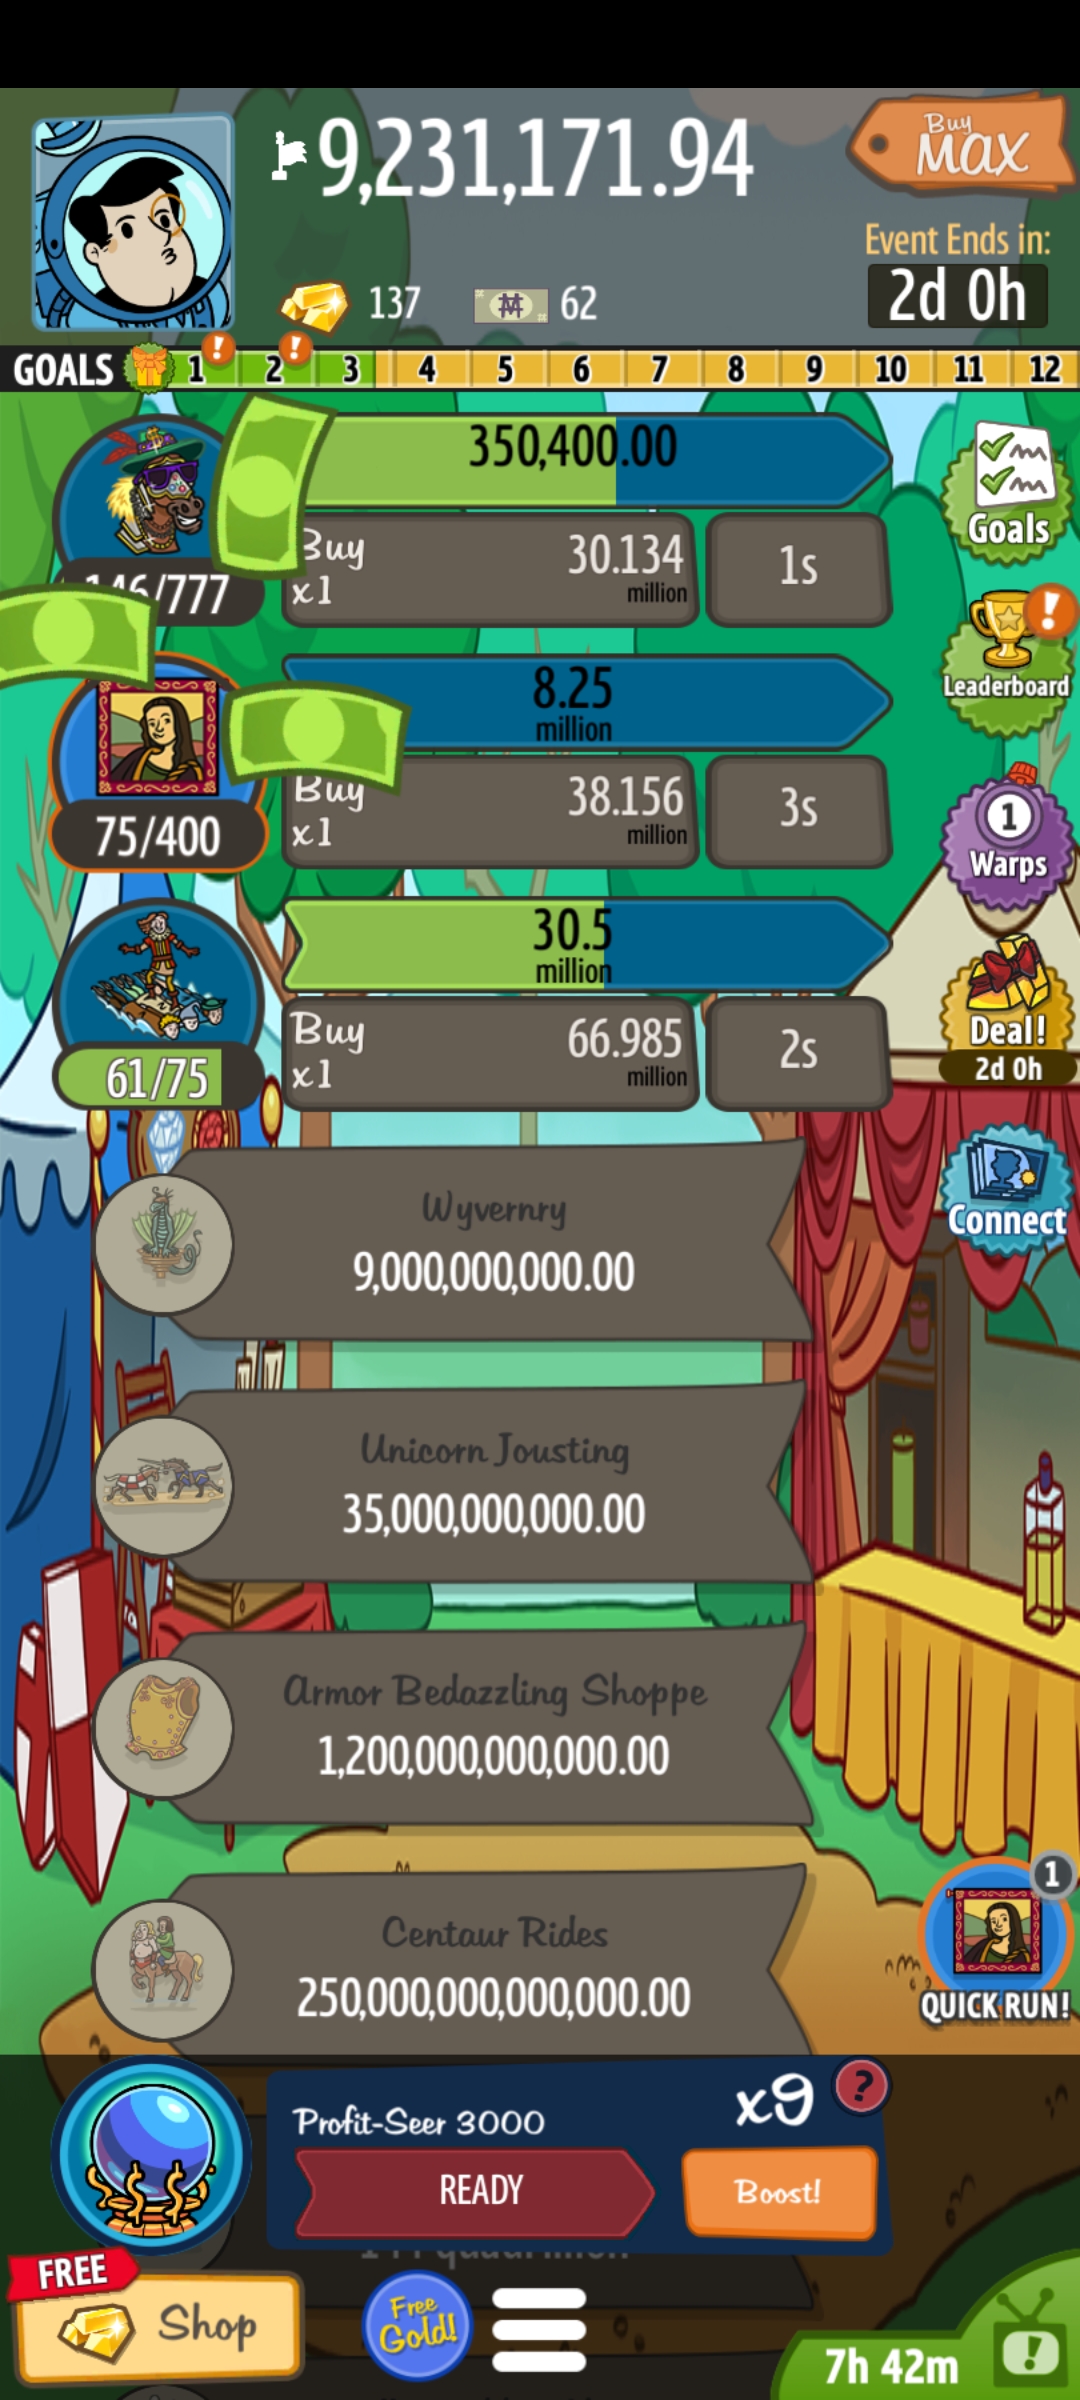 9,231,171.94
Buy
MAX
Event Ends in:
2d 0h
137
62
GOALS 1 ! 2 ! 3 4 5 6 7 8 9 10 11 12
350,400.00
Buy
x1
30.134
million
1s
146/777
Goals
8.25
million
Buy
x1
38.156
million
3s
75/400
!
Leaderboard
1
Warps
30.5
million
Buy
x1
66.985
million
2s
61/75
Deal!
2d 0h
Wyvernry
9,000,000,000.00
Connect
Unicorn Jousting
35,000,000,000.00
Armor Bedazzling Shoppe
1,200,000,000,000.00
Centaur Rides
250,000,000,000,000.00
1
QUICK RUN!
Profit-Seer 3000
x9
?
READY
Boost!
FREE
Shop
Free
Gold!
7h 42m
!